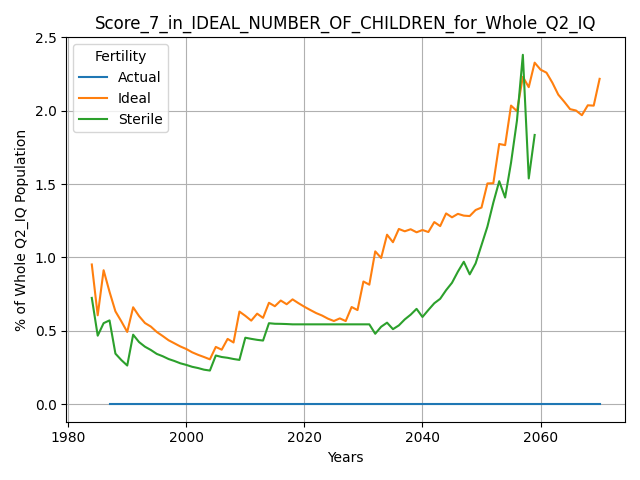 Score_7_in_IDEAL_NUMBER_OF_CHILDREN_for_Whole_Q2_IQ
Fertility
Actual
Ideal
Sterile
% of Whole Q2_IQ Population
2.5
2.0
1.5
1.0
0.5
0.0
1980 2000 2020 2040 2060
Years